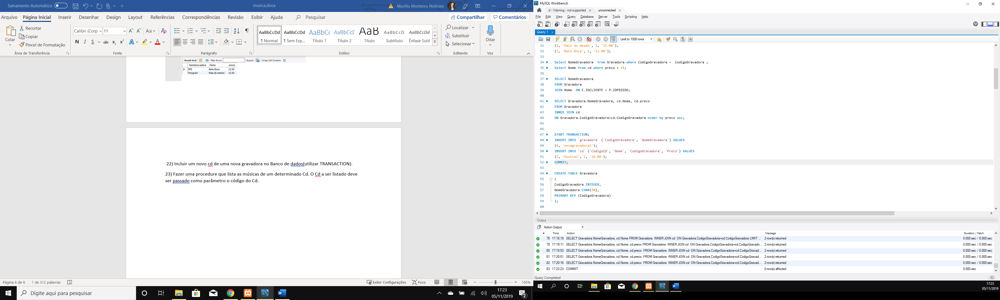 Salvamento Automático
musica.docx
Murillo Monteiro Pedroso
Arquivo Página Inicial Inserir Desenhar Design Layout Referências Correspondências Revisão Exibir Ajuda Pesquisar Compartilhar Comentários
Colar
Recortar
Copiar
Pincel de Formatação
Área de Transferência
Calibri (Corp 11
Fonte
Parágrafo
AaBbCcDd AaBbCcDd AaBbC( AaBbCcE AaB AaBbCcD AaBbCcDd
¶ Normal ¶ Sem Esp... Título 1 Título 2 Título Subtítulo Ênfase Sutil
Estilos
Localizar
Substituir
Selecionar
Editando
Ditar
Voz
Result Grid Filter Rows: Export: Wrap Cell Content:
NomeGravadora Nome preco
EMI Bate-Boca 12.00
Polygram Mais do mesmo 15.00
22) Incluir um novo cd de uma nova gravadora no Banco de dados(utilizar TRANSACTION).
23) Fazer uma procedure que lista as músicas de um determinado Cd. O Cd a ser listado deve
ser passado como parâmetro o código do Cd.
Página 6 de 6 1 de 312 palavras
Exibir Configurações Foco 100%
Digite aqui para pesquisar
17:23
05/11/2019
2
MySQL Workbench
d - Warning - not supported unconnected
File Edit View Query Database Server Tools Scripting Help
Query 1
Limit to 1000 rows
31 (1, 'Mais do mesmo', 2, '15.00'),
32 (2, 'Bate-Boca', 1, '12.00');
33
34 Select NomeGravadora from Gravadora where CodigoGravadora = CodigoGravadora ;
35 Select Nome from cd where preco < 15;
36
37 SELECT NomeGravadora
38 FROM Gravadora
39 JOIN Nome ON C.IDCLIENTE = P.IDPEDIDO;
40
41 SELECT Gravadora.NomeGravadora, cd.Nome, cd.preco
42 FROM Gravadora
43 INNER JOIN cd
44 ON Gravadora.CodigoGravadora=cd.CodigoGravadora order by preco asc;
45
46
47 START TRANSACTION;
48 INSERT INTO `gravadora` (`CodigoGravadora`, `NomeGravadora`) VALUES
49 (4, 'novagravadora2');
50 INSERT INTO `cd` (`CodigoCD`, `Nome`, `CodigoGravadora`, `Preco`) VALUES
51 (3, 'Musica1', 2, '18.00');
52 COMMIT;
53
54 CREATE TABLE Gravadora
55 (
56 CodigoGravadora INTEGER,
57 NomeGravadora CHAR(50),
58 PRIMARY KEY (CodigoGravadora)
59 );
60
Output
Action Output
# Time Action Message Duration / Fetch
78 17:18:18 SELECT Gravadora.NomeGravadora, cd.Nome FROM Gravadora INNER JOIN cd ON Gravadora.CodigoGravadora=cd.CodigoGravadora LIMIT ... 2 row(s) returned 0.000 sec / 0.000 sec
79 17:19:11 SELECT Gravadora.NomeGravadora, cd.Nome, cd.preco FROM Gravadora INNER JOIN cd ON Gravadora.CodigoGravadora=cd.CodigoGravado... 2 row(s) returned 0.000 sec / 0.000 sec
80 17:19:53 SELECT Gravadora.NomeGravadora, cd.Nome, cd.preco FROM Gravadora INNER JOIN cd ON Gravadora.CodigoGravadora=cd.CodigoGravad... 2 row(s) returned 0.000 sec / 0.000 sec
81 17:20:01 SELECT Gravadora.NomeGravadora, cd.Nome, cd.preco FROM Gravadora INNER JOIN cd ON Gravadora.CodigoGravadora=cd.CodigoGravad... 2 row(s) returned 0.000 sec / 0.000 sec
82 17:20:16 SELECT Gravadora.NomeGravadora, cd.Nome, cd.preco FROM Gravadora INNER JOIN cd ON Gravadora.CodigoGravadora=cd.CodigoGravad... 2 row(s) returned 0.000 sec / 0.000 sec
83 17:23:23 COMMIT 0 row(s) affected 0.000 sec
Query Completed
17:23
05/11/2019